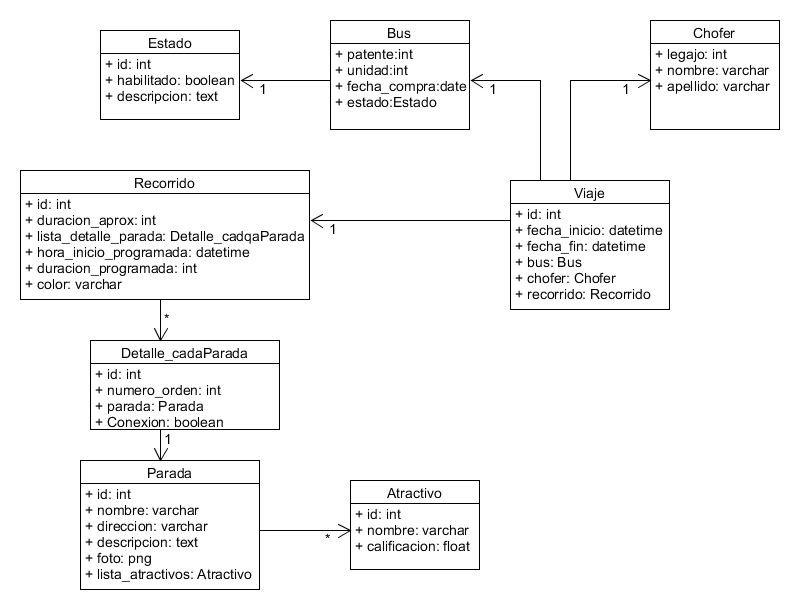 Estado
+ id: int
+ habilitado: boolean
+ descripcion: text
1
Bus
+ patente:int
+ unidad:int
+ fecha_compra:date
+ estado:Estado
1
Chofer
+ legajo: int
+ nombre: varchar
+ apellido: varchar
1
Recorrido
+ id: int
+ duracion_aprox: int
+ lista_detalle_parada: Detalle_cadqaParada
+ hora_inicio_programada: datetime
+ duracion_programada: int
+ color: varchar
1
Viaje
+ id: int
+ fecha_inicio: datetime
+ fecha_fin: datetime
+ bus: Bus
+ chofer: Chofer
+ recorrido: Recorrido
*
Detalle_cadaParada
+ id: int
+ numero_orden: int
+ parada: Parada
+ Conexion: boolean
1
Parada
+ id: int
+ nombre: varchar
+ direccion: varchar
+ descripcion: text
+ foto: png
+ lista_atractivos: Atractivo
*
Atractivo
+ id: int
+ nombre: varchar
+ calificacion: float